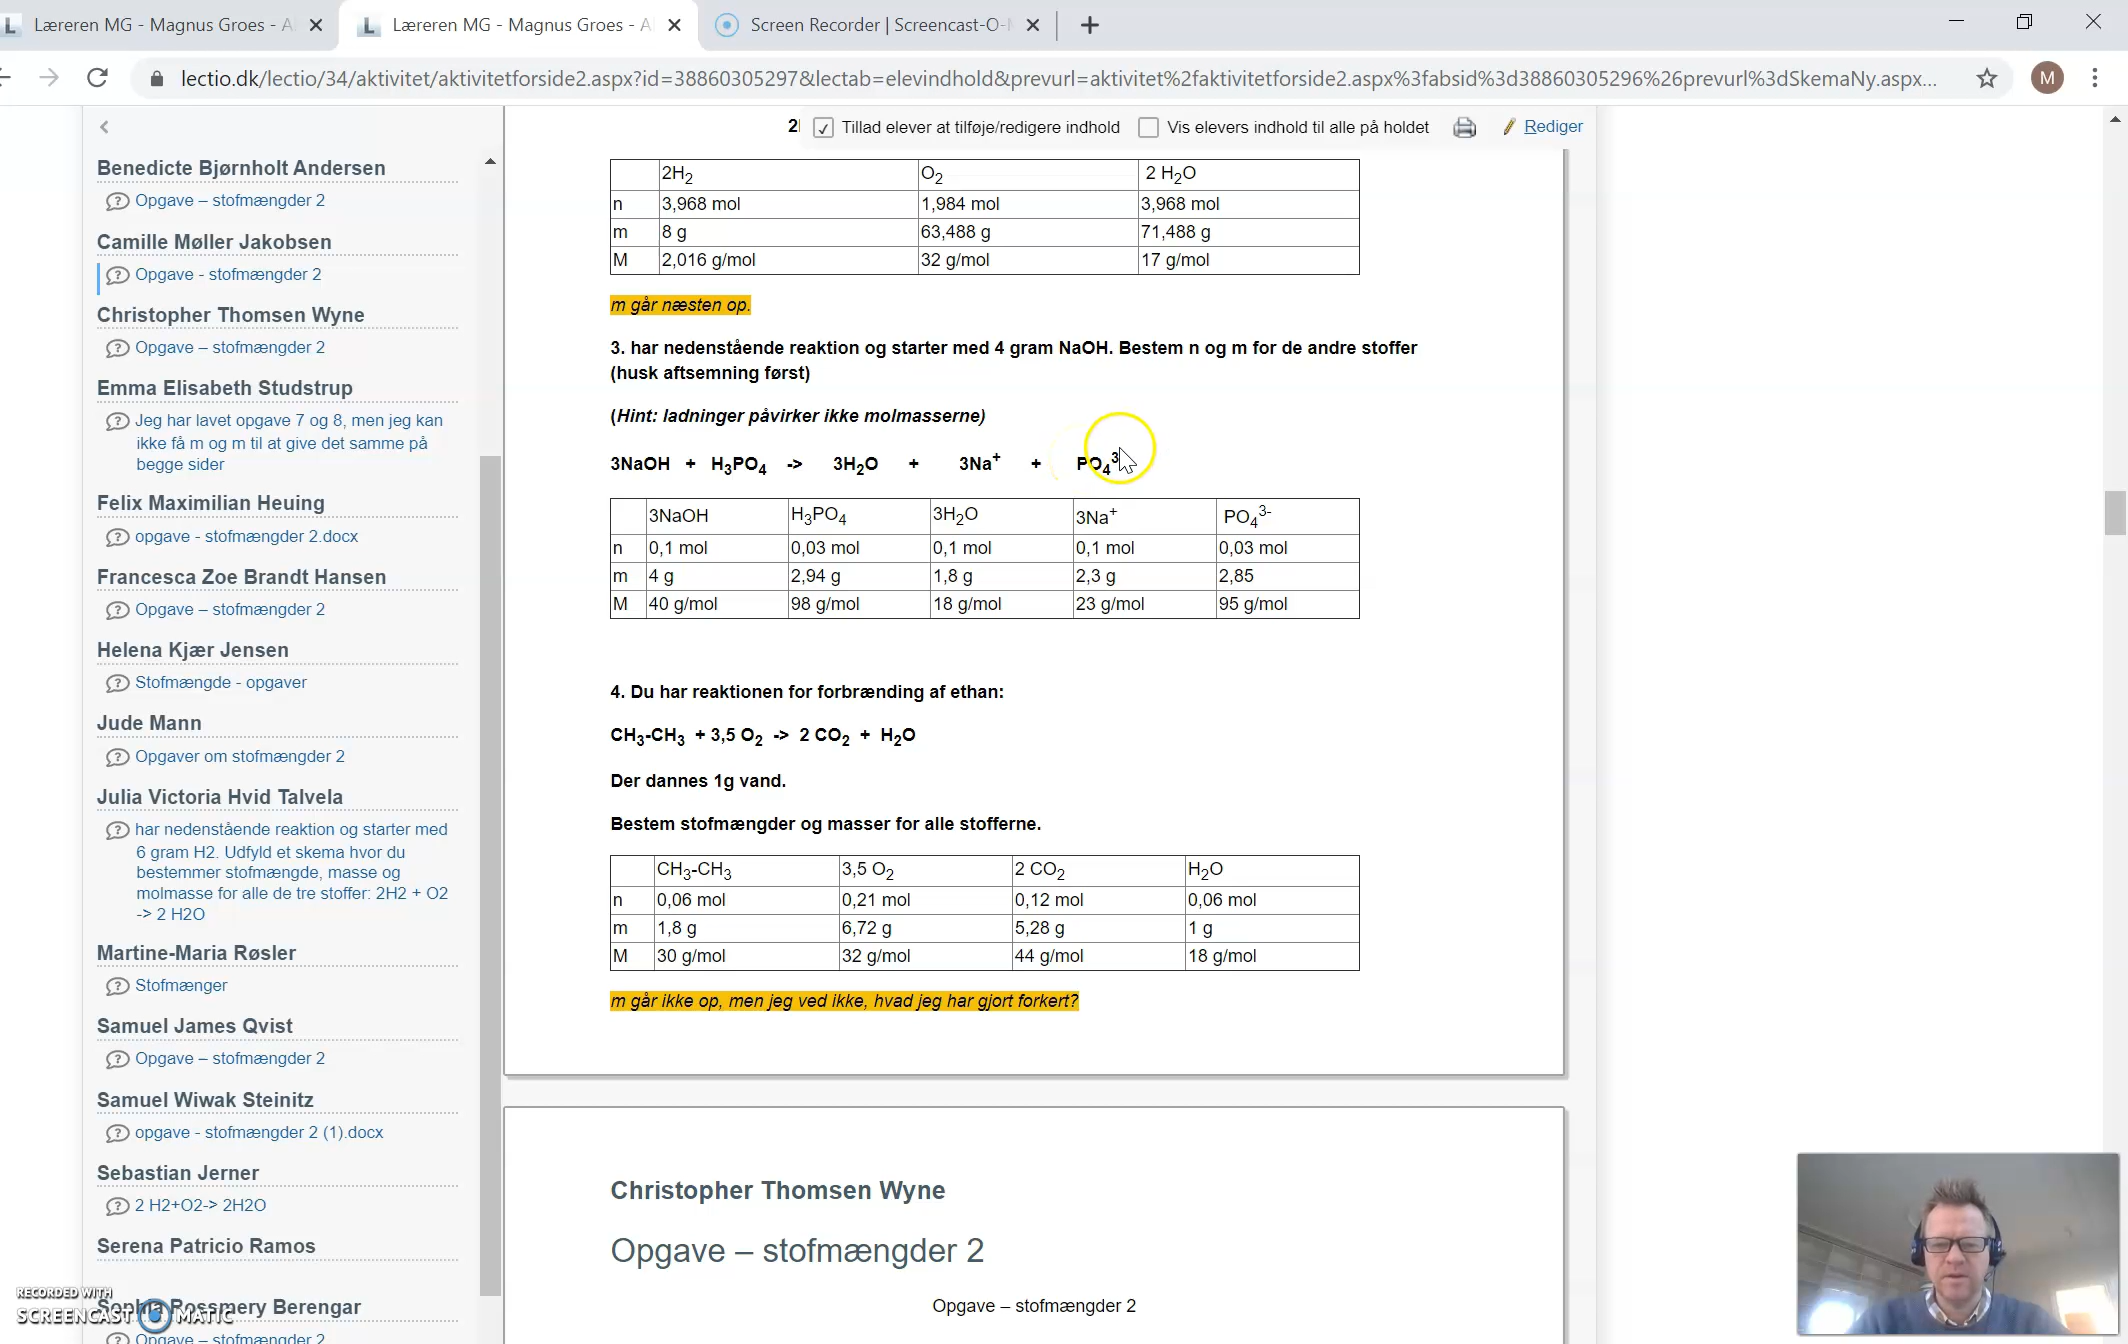 Læreren MG - Magnus Groes - A
Læreren MG - Magnus Groes - A
Screen Recorder | Screencast-O-
lectio.dk/lectio/34/aktivitet/aktivitetforside2.aspx?id=38860305297&lectab=elevindhold&prevurl=aktivitet%2faktivitetforside2.aspx%3fabsid%3d38860305296%26prevurl%3dSkemaNy.aspx...
M
2
Tillad elever at tilføje/redigere indhold
Vis elevers indhold til alle på holdet
Rediger
Benedicte Bjørnholt Andersen
Opgave – stofmængder 2
Camille Møller Jakobsen
Opgave - stofmængder 2
Christopher Thomsen Wyne
Opgave – stofmængder 2
Emma Elisabeth Studstrup
Jeg har lavet opgave 7 og 8, men jeg kan
ikke få m og m til at give det samme på
begge sider
Felix Maximilian Heuing
opgave - stofmængder 2.docx
Francesca Zoe Brandt Hansen
Opgave – stofmængder 2
Helena Kjær Jensen
Stofmængde - opgaver
Jude Mann
Opgaver om stofmængder 2
Julia Victoria Hvid Talvela
har nedenstående reaktion og starter med
6 gram H2. Udfyld et skema hvor du
bestemmer stofmængde, masse og
molmasse for alle de tre stoffer: 2H2 + O2
-> 2 H2O
Martine-Maria Røsler
Stofmænger
Samuel James Qvist
Opgave – stofmængder 2
Samuel Wiwak Steinitz
opgave - stofmængder 2 (1).docx
Sebastian Jerner
2 H2+O2-> 2H2O
Serena Patricio Ramos
Sophia Rossmery Berengar
Opgave – stofmængder 2
RECORDED WITH
SCREENCAST MATIC
2H₂ O₂ 2 H₂O
n 3,968 mol 1,984 mol 3,968 mol
m 8 g 63,488 g 71,488 g
M 2,016 g/mol 32 g/mol 17 g/mol
m går næsten op.
3. har nedenstående reaktion og starter med 4 gram NaOH. Bestem n og m for de andre stoffer
(husk aftsemning først)
(Hint: ladninger påvirker ikke molmasserne)
3NaOH + H₃PO₄ -> 3H₂O + 3Na⁺ + PO₄³
3NaOH H₃PO₄ 3H₂O 3Na⁺ PO₄³⁻
n 0,1 mol 0,03 mol 0,1 mol 0,1 mol 0,03 mol
m 4 g 2,94 g 1,8 g 2,3 g 2,85
M 40 g/mol 98 g/mol 18 g/mol 23 g/mol 95 g/mol
4. Du har reaktionen for forbrænding af ethan:
CH₃-CH₃ + 3,5 O₂ -> 2 CO₂ + H₂O
Der dannes 1g vand.
Bestem stofmængder og masser for alle stofferne.
CH₃-CH₃ 3,5 O₂ 2 CO₂ H₂O
n 0,06 mol 0,21 mol 0,12 mol 0,06 mol
m 1,8 g 6,72 g 5,28 g 1 g
M 30 g/mol 32 g/mol 44 g/mol 18 g/mol
m går ikke op, men jeg ved ikke, hvad jeg har gjort forkert?
Christopher Thomsen Wyne
Opgave – stofmængder 2
Opgave – stofmængder 2